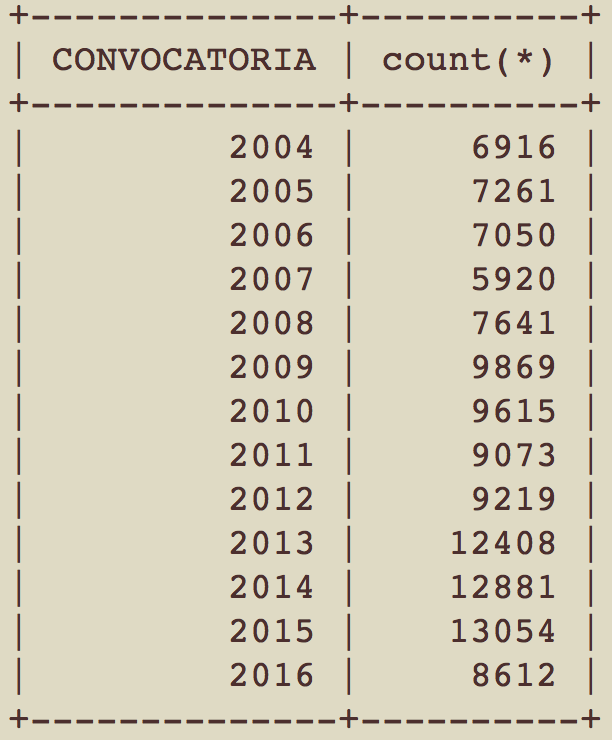 +--------------+----------+
| CONVOCATORIA | count(*) |
+--------------+----------+
|         2004 |     6916 |
|         2005 |     7261 |
|         2006 |     7050 |
|         2007 |     5920 |
|         2008 |     7641 |
|         2009 |     9869 |
|         2010 |     9615 |
|         2011 |     9073 |
|         2012 |     9219 |
|         2013 |    12408 |
|         2014 |    12881 |
|         2015 |    13054 |
|         2016 |     8612 |
+--------------+----------+